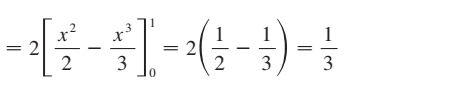 = 2[x²/2 − x³/3]₀¹ = 2(1/2 − 1/3) = 1/3